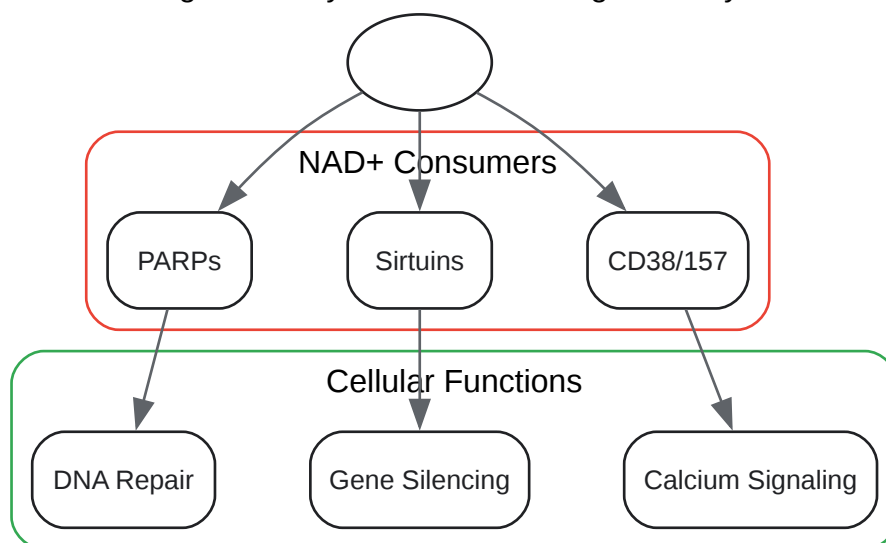 NAD+ Consumers
PARPs
Sirtuins
CD38/157
Cellular Functions
DNA Repair
Gene Silencing
Calcium Signaling